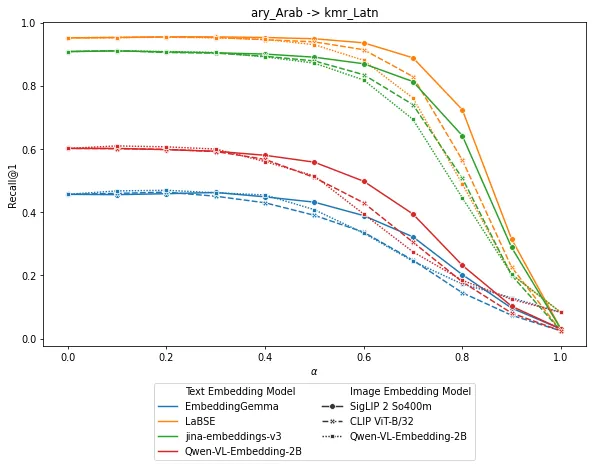 ary_Arab -> kmr_Latn
Recall@1
1.0
0.8
0.6
0.4
0.2
0.0
0.0 0.2 0.4 0.6 0.8 1.0
α
Text Embedding Model Image Embedding Model
EmbeddingGemma SigLIP 2 So400m
LaBSE CLIP ViT-B/32
jina-embeddings-v3 Qwen-VL-Embedding-2B
Qwen-VL-Embedding-2B